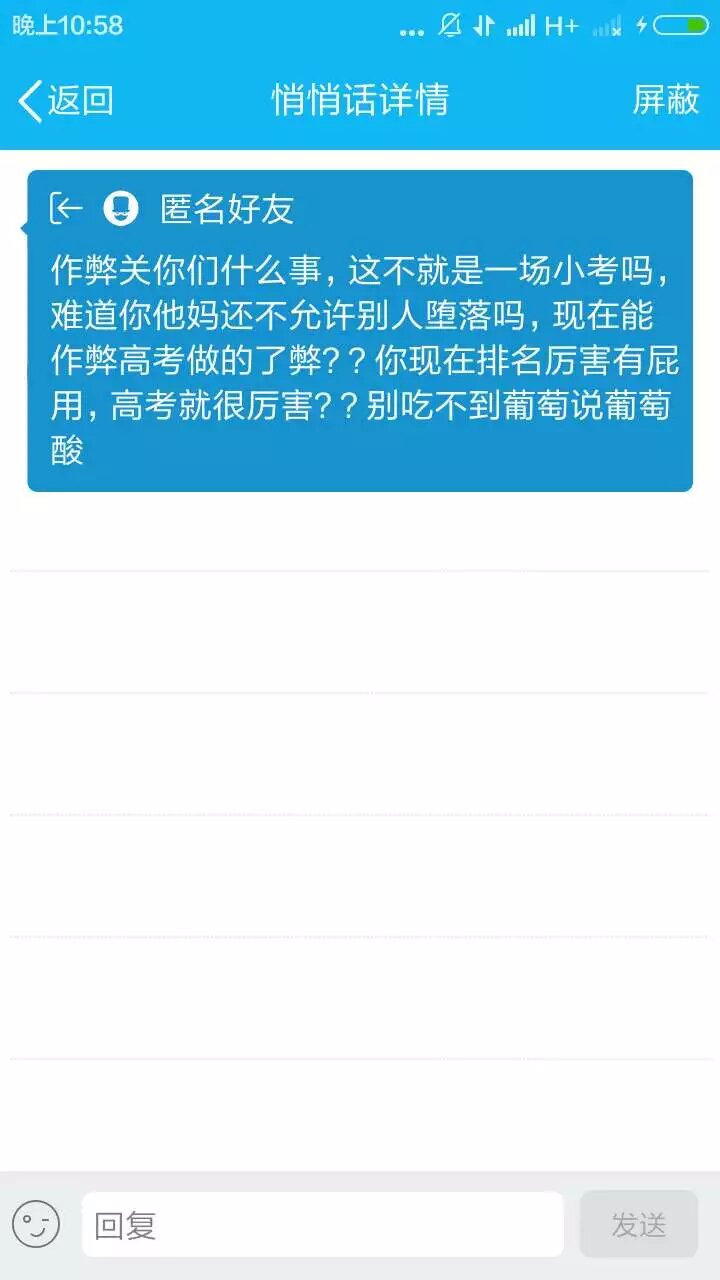 晚上10:58
H+
返回
悄悄话详情
屏蔽
匿名好友
作弊关你们什么事，这不就是一场小考吗，
难道你他妈还不允许别人堕落吗，现在能
作弊高考做的了弊？？你现在排名厉害有屁
用，高考就很厉害？？别吃不到葡萄说葡萄
酸
回复
发送